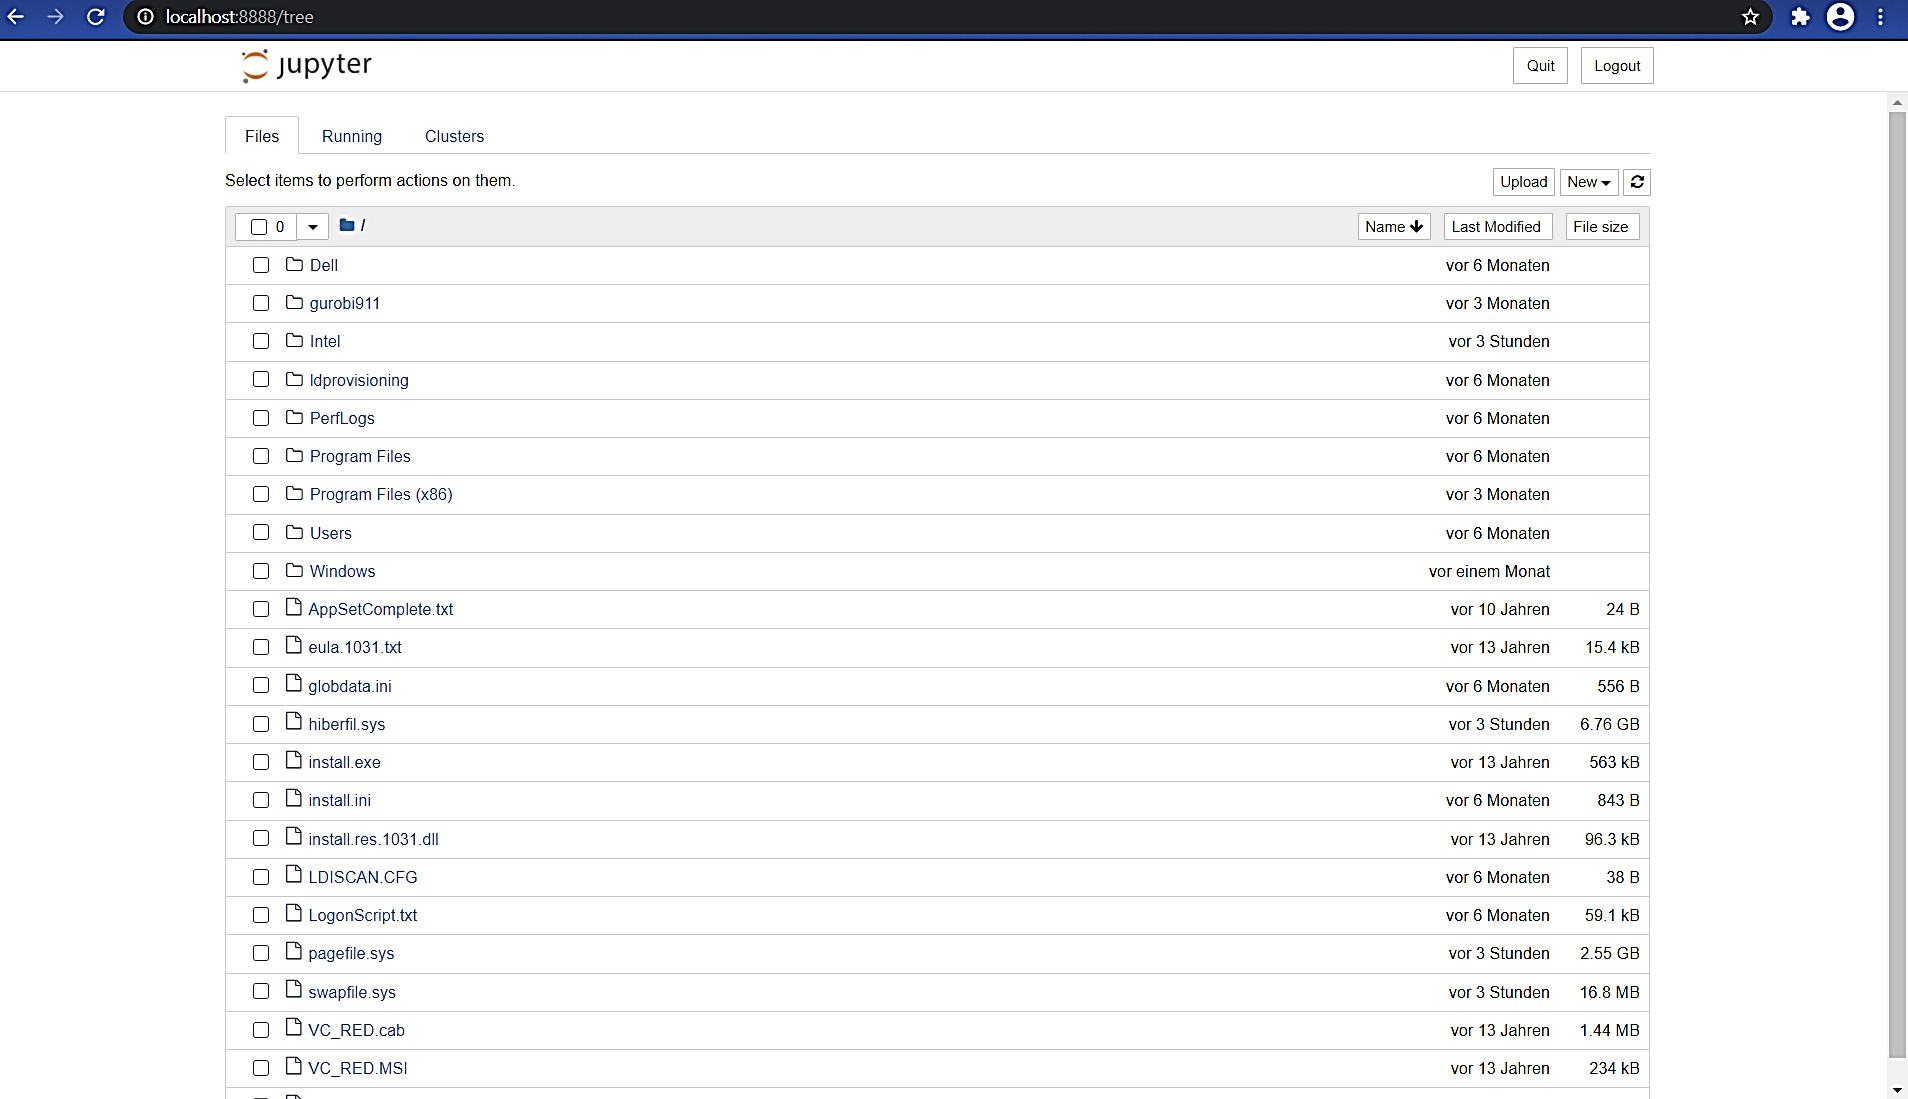 localhost:8888/tree
jupyter
Quit Logout
Files Running Clusters
Select items to perform actions on them.
Upload New
0 / Name Last Modified File size
Dell vor 6 Monaten
gurobi911 vor 3 Monaten
Intel vor 3 Stunden
ldprovisioning vor 6 Monaten
PerfLogs vor 6 Monaten
Program Files vor 6 Monaten
Program Files (x86) vor 3 Monaten
Users vor 6 Monaten
Windows vor einem Monat
AppSetComplete.txt vor 10 Jahren 24 B
eula.1031.txt vor 13 Jahren 15.4 kB
globdata.ini vor 6 Monaten 556 B
hiberfil.sys vor 3 Stunden 6.76 GB
install.exe vor 13 Jahren 563 kB
install.ini vor 6 Monaten 843 B
install.res.1031.dll vor 13 Jahren 96.3 kB
LDISCAN.CFG vor 6 Monaten 38 B
LogonScript.txt vor 6 Monaten 59.1 kB
pagefile.sys vor 3 Stunden 2.55 GB
swapfile.sys vor 3 Stunden 16.8 MB
VC_RED.cab vor 13 Jahren 1.44 MB
VC_RED.MSI vor 13 Jahren 234 kB